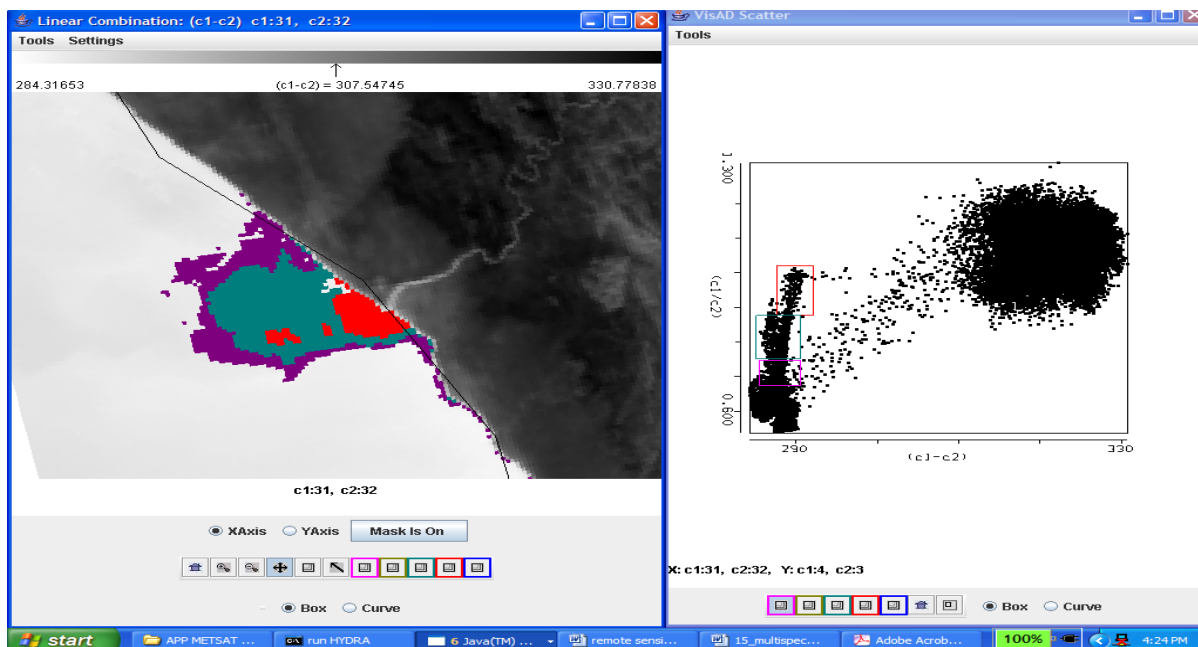 Linear Combination: (c1-c2) c1:31, c2:32
Tools Settings
284.31653 (c1-c2) = 307.54745 330.77838
c1:31, c2:32
XAxis YAxis Mask Is On
Box Curve
VisAD Scatter
Tools
1.300
(c1/c2)
0.600
290 330
(c1-c2)
X: c1:31, c2:32, Y: c1:4, c2:3
Box Curve
start APP METSAT ... run HYDRA 6 Java(TM) ... remote sensi... 15_multispec... Adobe Acrob... 100% 4:24 PM